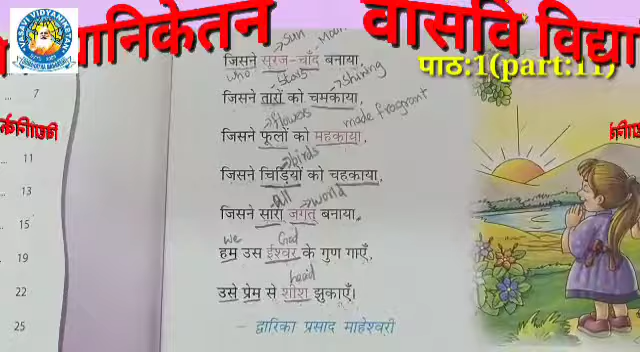 वासवि विद्या
ानिकेतन
VASAVI VIDYANIKETAN
पाठ:1(part:11)
Sun Moon
जिसने सूरज-चाँद बनाया,
who stars shining
जिसने तारों को चमकाया,
flowers made fragrant
जिसने फूलों को महकाया,
birds
जिसने चिड़ियों को चहकाया,
all world
जिसने सारा जगत् बनाया,
we God
हम उस ईश्वर के गुण गाएँ,
head
उसे प्रेम से शीश झुकाएँ।
- द्वारिका प्रसाद माहेश्वरी
... 7
... 11
... 13
... 15
... 19
22
25